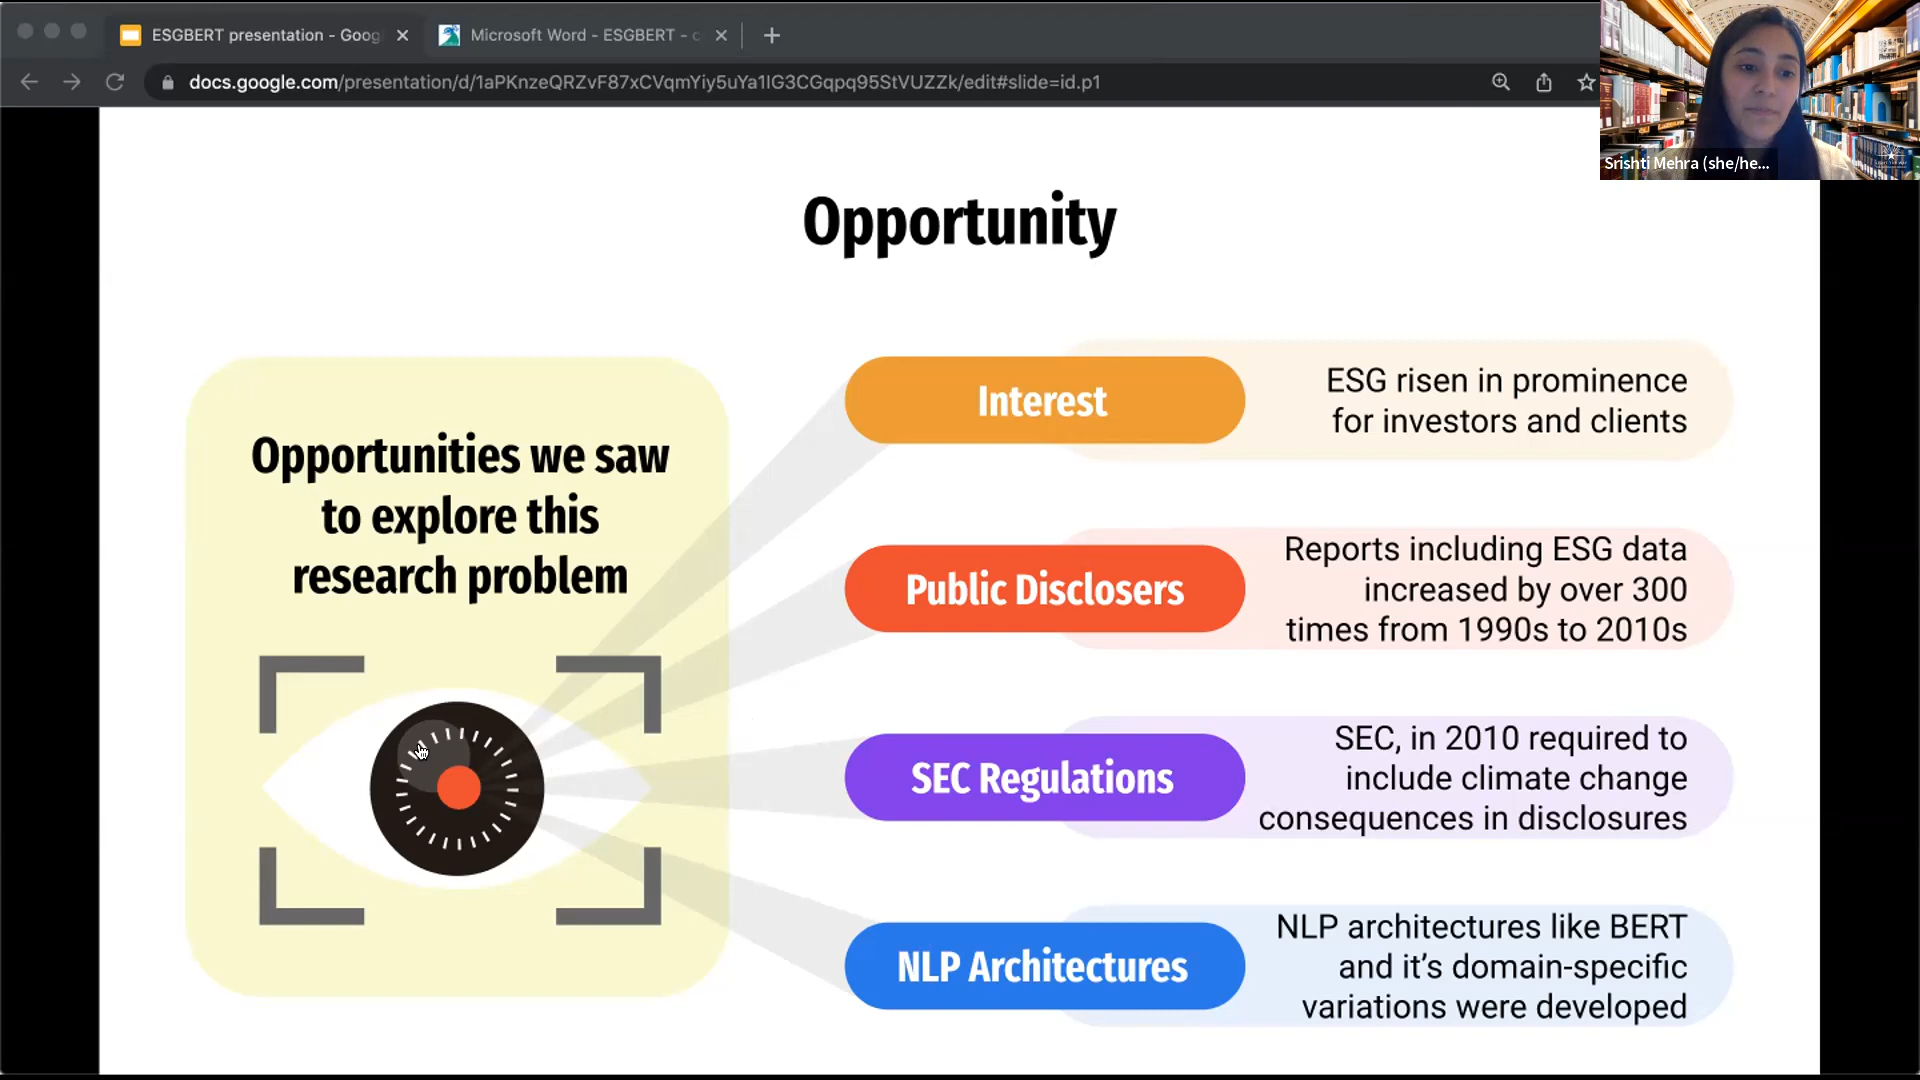 ESGBERT presentation - Goog
Microsoft Word - ESGBERT - c
docs.google.com/presentation/d/1aPKnzeQRZvF87xCVqmYiy5uYa1lG3CGqpq95StVUZZk/edit#slide=id.p1
Srishti Mehra (she/he...
Opportunity
Opportunities we saw
to explore this
research problem
Interest
ESG risen in prominence
for investors and clients
Public Disclosers
Reports including ESG data
increased by over 300
times from 1990s to 2010s
SEC Regulations
SEC, in 2010 required to
include climate change
consequences in disclosures
NLP Architectures
NLP architectures like BERT
and it's domain-specific
variations were developed